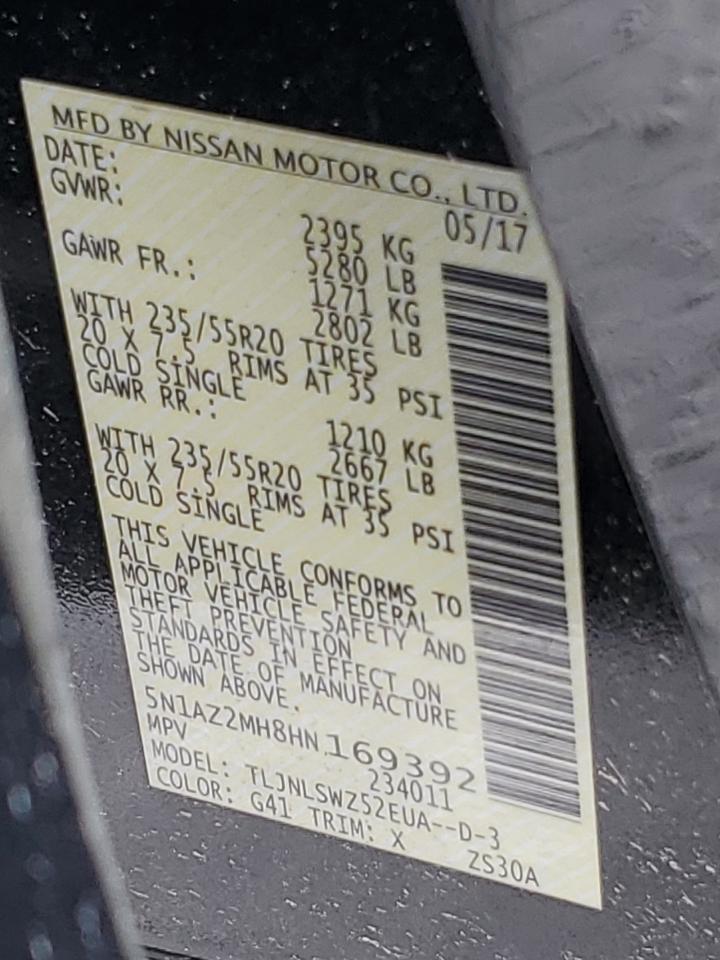 MFD BY NISSAN MOTOR CO., LTD.
DATE: 05/17
GVWR: 2395 KG
5280 LB
GAWR FR.: 1271 KG
2802 LB
WITH 235/55R20 TIRES
20 X 7.5 RIMS AT 35 PSI
COLD SINGLE
GAWR RR.: 1210 KG
2667 LB
WITH 235/55R20 TIRES
20 X 7.5 RIMS AT 35 PSI
COLD SINGLE
THIS VEHICLE CONFORMS TO
ALL APPLICABLE FEDERAL
MOTOR VEHICLE SAFETY AND
THEFT PREVENTION
STANDARDS IN EFFECT ON
THE DATE OF MANUFACTURE
SHOWN ABOVE.
5N1AZ2MH8HN169392
MPV 234011
MODEL: TLJNLSWZ52EUA--D-3
COLOR: G41 TRIM: X ZS30A